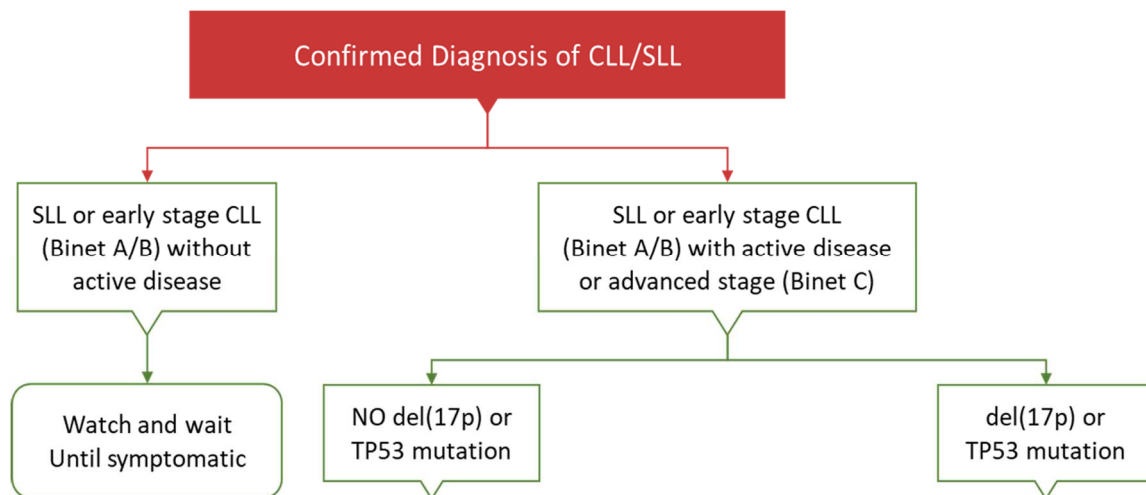 Confirmed Diagnosis of CLL/SLL
SLL or early stage CLL
(Binet A/B) without
active disease
SLL or early stage CLL
(Binet A/B) with active disease
or advanced stage (Binet C)
Watch and wait
Until symptomatic
NO del(17p) or
TP53 mutation
del(17p) or
TP53 mutation